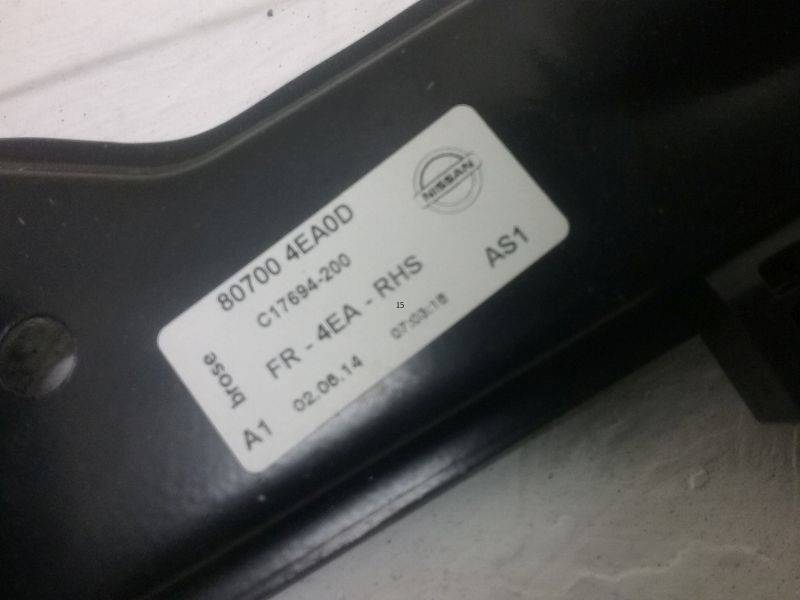 NISSAN
80700 4EA0D
C17694-200
FR - 4EA - RHS
AS1
brose
A1
02.06.14 07:03:16
15